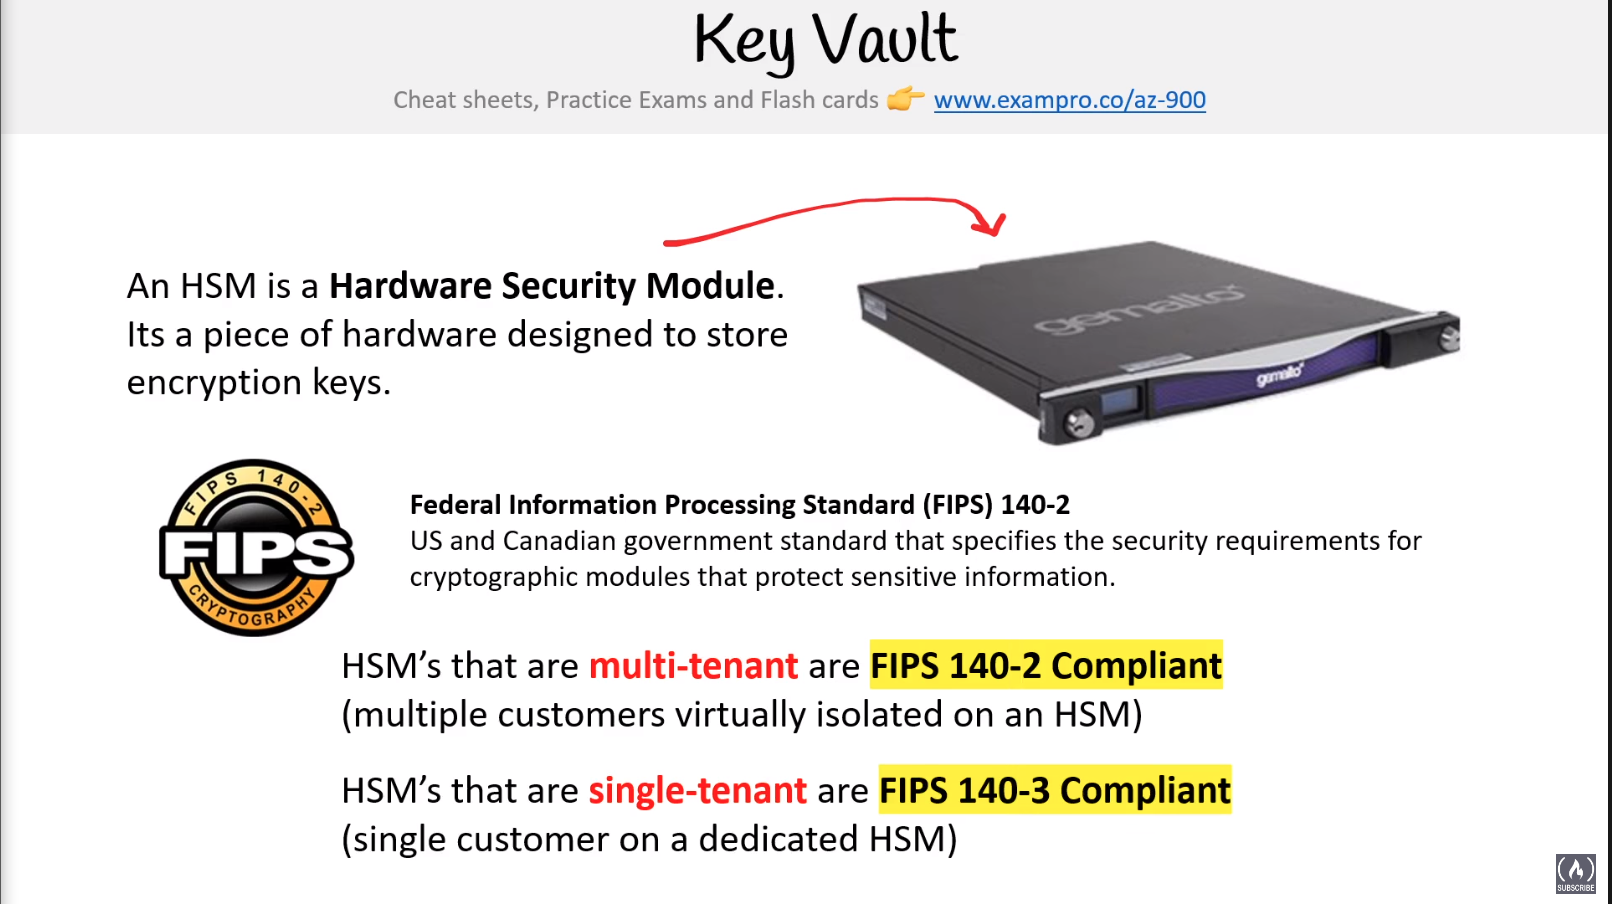 Key Vault
Cheat sheets, Practice Exams and Flash cards 👉 www.exampro.co/az-900
An HSM is a Hardware Security Module.
Its a piece of hardware designed to store
encryption keys.
gemalto
gemalto
FIPS 140-2
FIPS
CRYPTOGRAPHY
Federal Information Processing Standard (FIPS) 140-2
US and Canadian government standard that specifies the security requirements for
cryptographic modules that protect sensitive information.
HSM’s that are multi-tenant are FIPS 140-2 Compliant
(multiple customers virtually isolated on an HSM)
HSM’s that are single-tenant are FIPS 140-3 Compliant
(single customer on a dedicated HSM)
SUBSCRIBE